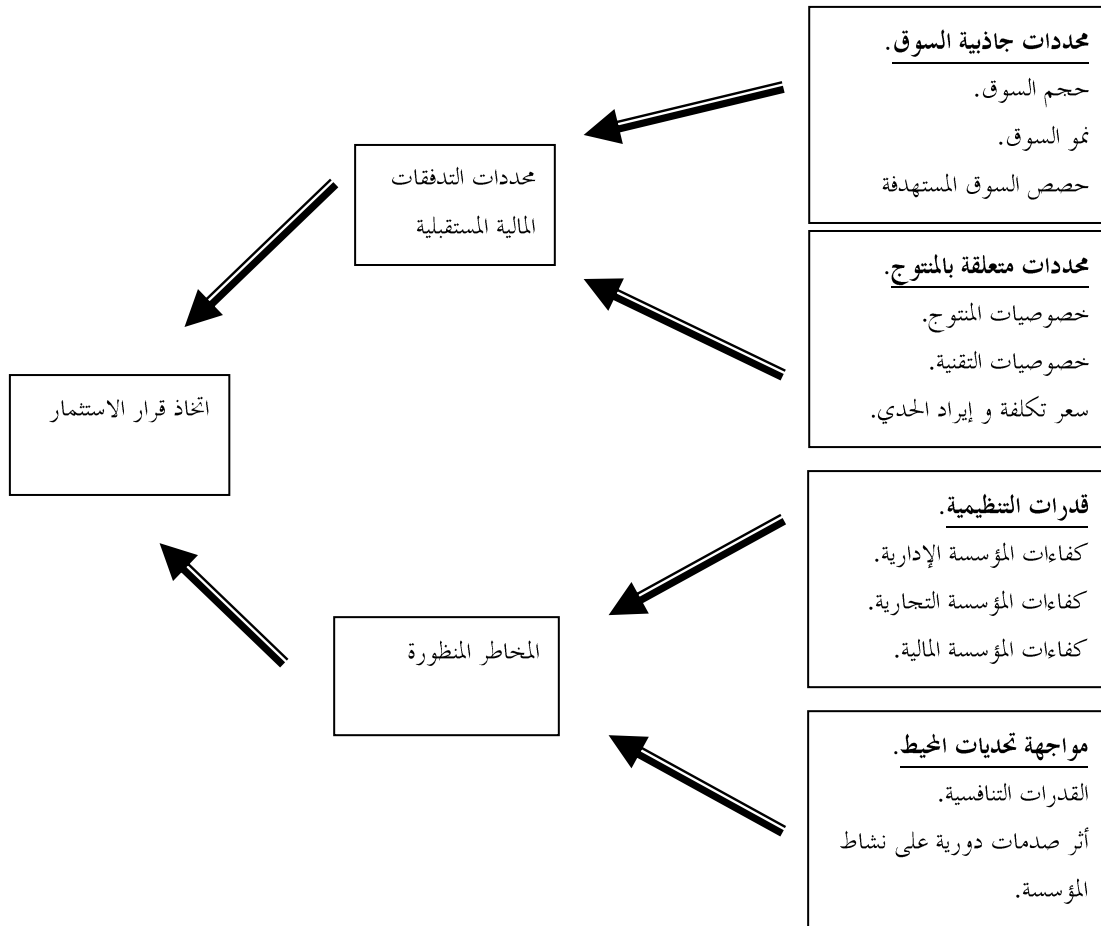 محددات جاذبية السوق.
حجم السوق.
نمو السوق.
حصص السوق المستهدفة
محددات التدفقات
المالية المستقبلية
محددات متعلقة بالمنتوج.
خصوصيات المنتوج.
خصوصيات التقنية.
سعر تكلفة و إيراد الحدي.
اتخاذ قرار الاستثمار
قدرات التنظيمية.
كفاءات المؤسسة الإدارية.
كفاءات المؤسسة التجارية.
كفاءات المؤسسة المالية.
المخاطر المنظورة
مواجهة تحديات المحيط.
القدرات التنافسية.
أثر صدمات دورية على نشاط
المؤسسة.